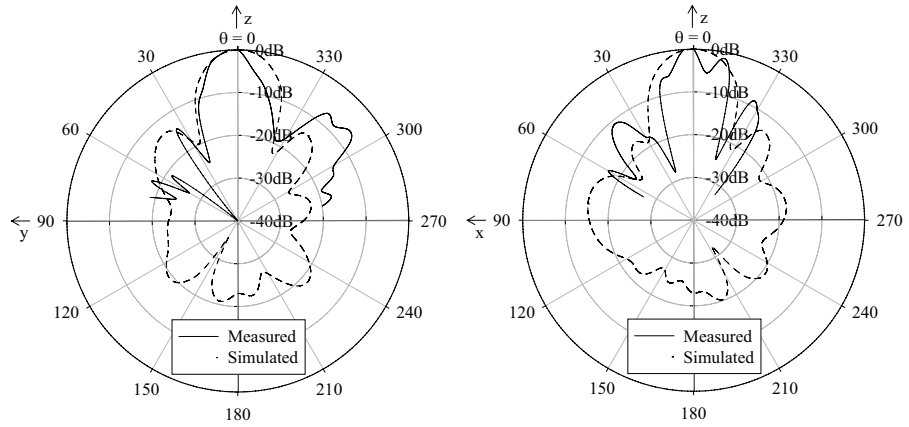 z
θ = 0
0dB
30
330
-10dB
60
300
-20dB
-30dB
y
90
-40dB
270
120
240
Measured
Simulated
150
210
180
z
θ = 0
0dB
30
330
-10dB
60
300
-20dB
-30dB
x
90
-40dB
270
120
240
Measured
Simulated
150
210
180